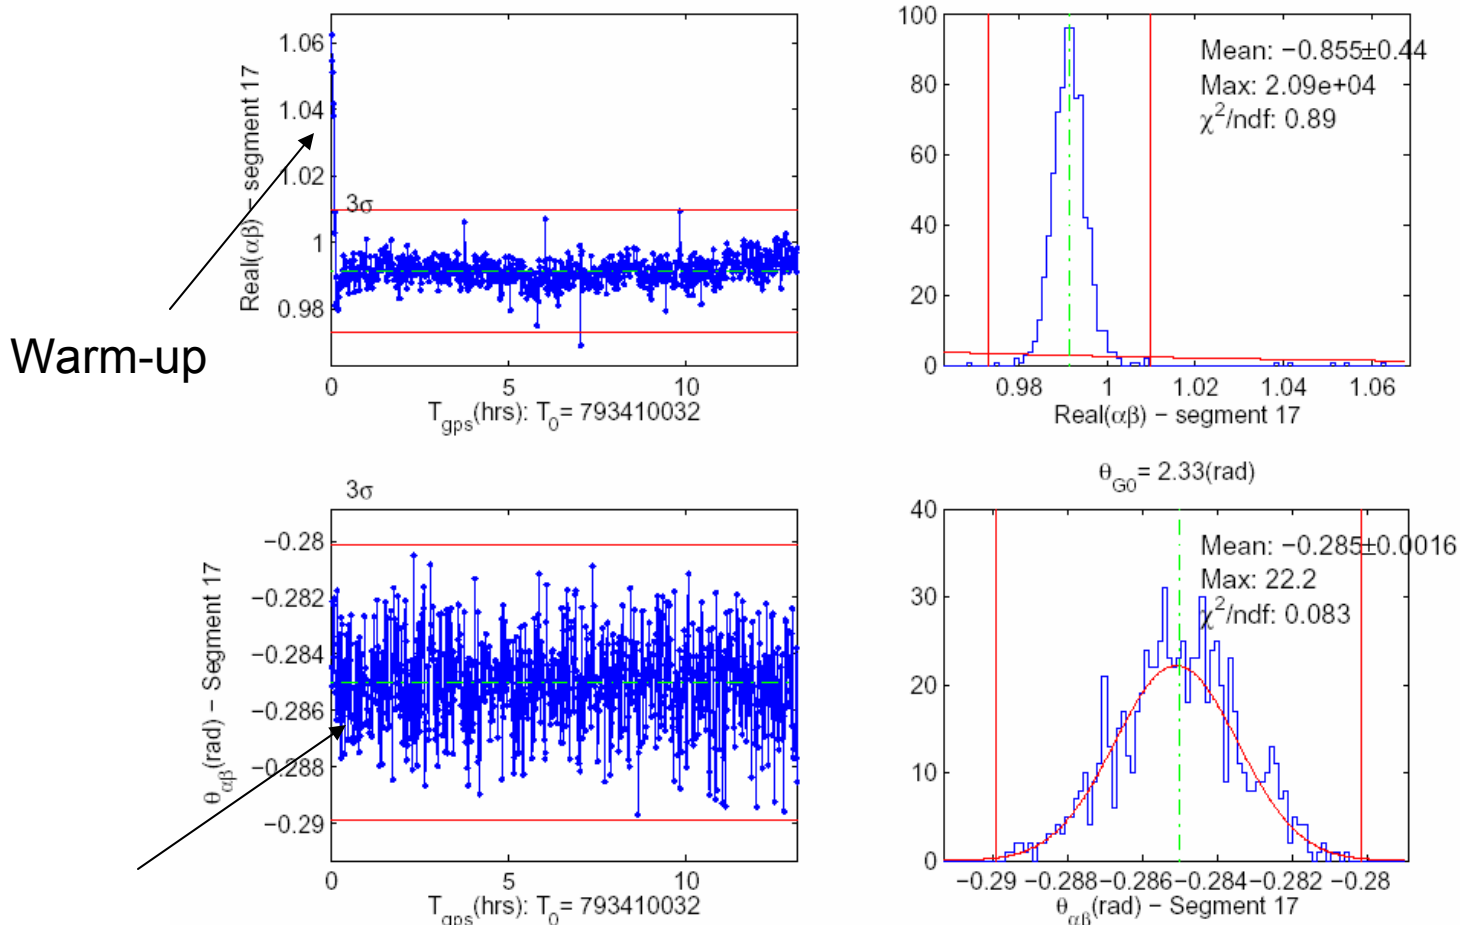 1.06
1.04
1.02
1
0.98
Real(αβ) − segment 17
3σ
0
5
10
T_gps(hrs): T_0= 793410032
Warm-up
100
80
60
40
20
0
Mean: −0.855±0.44
Max: 2.09e+04
χ²/ndf: 0.89
0.98
1
1.02
1.04
1.06
Real(αβ) − segment 17
3σ
−0.28
−0.282
−0.284
−0.286
−0.288
−0.29
θ_αβ(rad) − Segment 17
0
5
10
T_gps(hrs): T_0= 793410032
θ_G0= 2.33(rad)
40
30
20
10
0
Mean: −0.285±0.0016
Max: 22.2
χ²/ndf: 0.083
−0.29 −0.288 −0.286 −0.284 −0.282 −0.28
θ_αβ(rad) − Segment 17